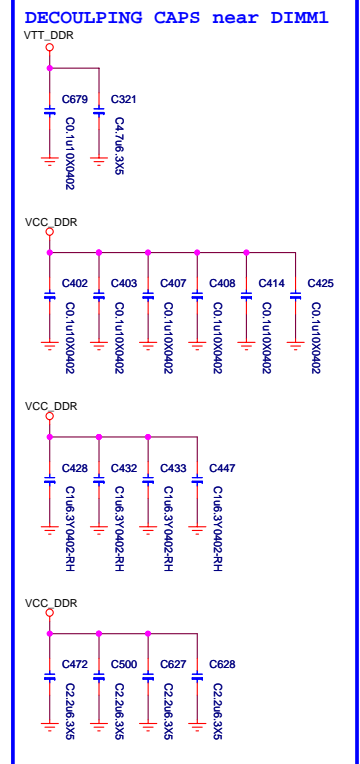 DECOULPING CAPS near DIMM1
VTT_DDR
C679 C321
C0.1u10X0402 C4.7u6.3X5
VCC_DDR
C402 C403 C407 C408 C414 C425
C0.1u10X0402 C0.1u10X0402 C0.1u10X0402 C0.1u10X0402 C0.1u10X0402 C0.1u10X0402
VCC_DDR
C428 C432 C433 C447
C1u6.3Y0402-RH C1u6.3Y0402-RH C1u6.3Y0402-RH C1u6.3Y0402-RH
VCC_DDR
C472 C500 C627 C628
C2.2u6.3X5 C2.2u6.3X5 C2.2u6.3X5 C2.2u6.3X5